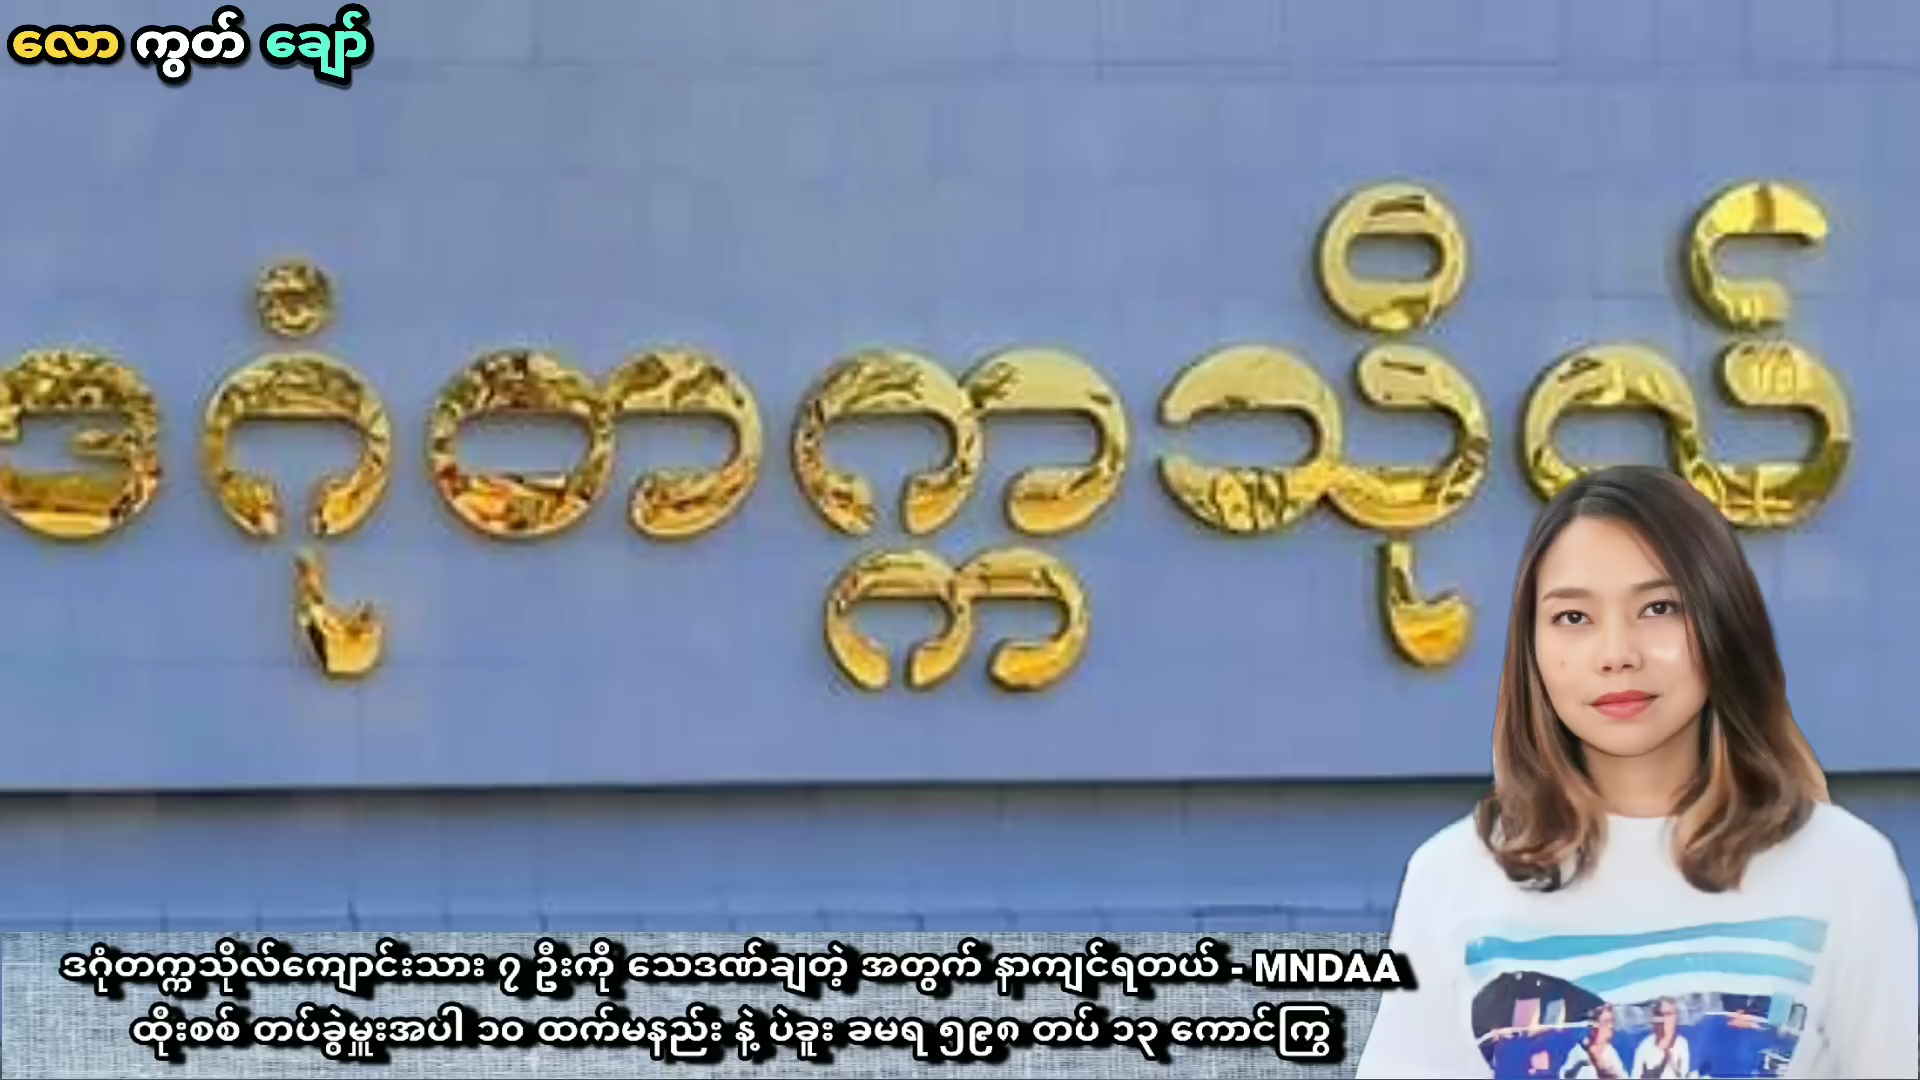 လော ကွတ် ချော်
ဒဂုံတက္ကသိုလ်
ဒဂုံတက္ကသိုလ်ကျောင်းသား ၇ ဦးကို သေဒဏ်ချတဲ့ အတွက် နာကျင်ရတယ် - MNDAA
ထိုးစစ် တပ်ခွဲမှူးအပါ ၁၀ ထက်မနည်း နဲ့ ပဲခူး ခမရ ၅၉၈ တပ် ၁၃ ကောင်ကြွ